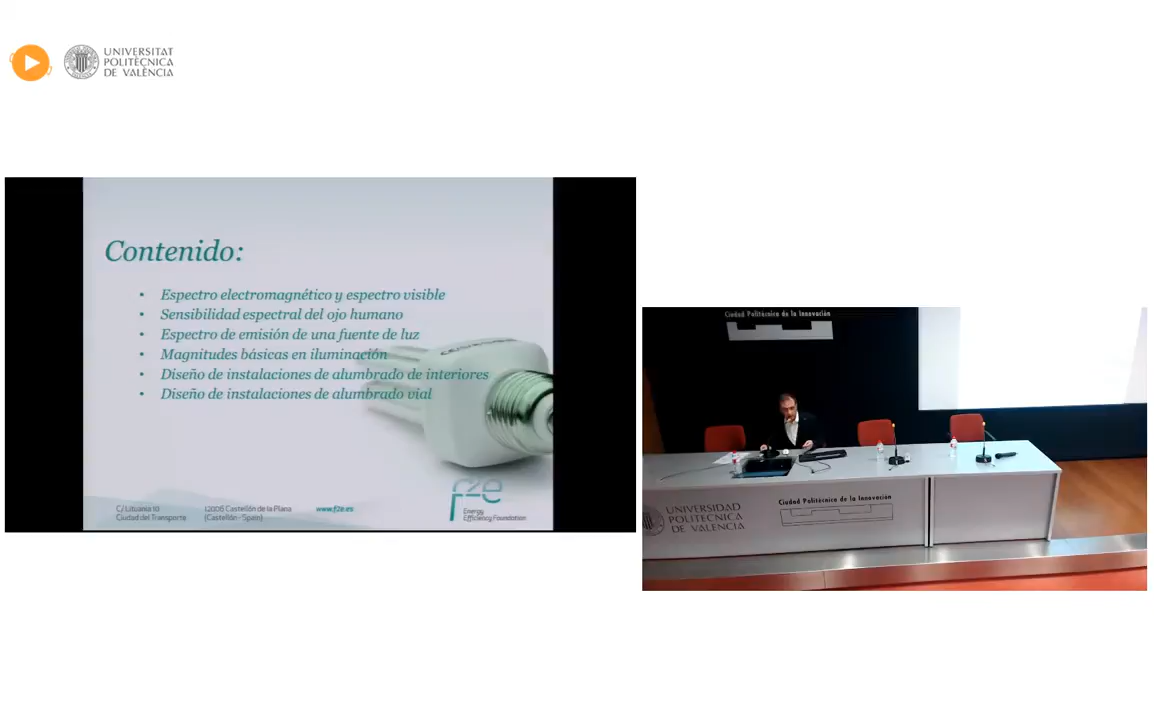 UNIVERSITAT
POLITÈCNICA
DE VALÈNCIA
Contenido:
• Espectro electromagnético y espectro visible
• Sensibilidad espectral del ojo humano
• Espectro de emisión de una fuente de luz
• Magnitudes básicas en iluminación
• Diseño de instalaciones de alumbrado de interiores
• Diseño de instalaciones de alumbrado vial
C/ Lituania 10
Ciudad del Transporte
12006 Castellón de la Plana
(Castellón - Spain)
www.f2e.es
f2e
Energy
Efficiency Foundation
Ciudad Politécnica de la Innovación
Ciudad Politécnica de la Innovación
UNIVERSIDAD
POLITECNICA
DE VALENCIA